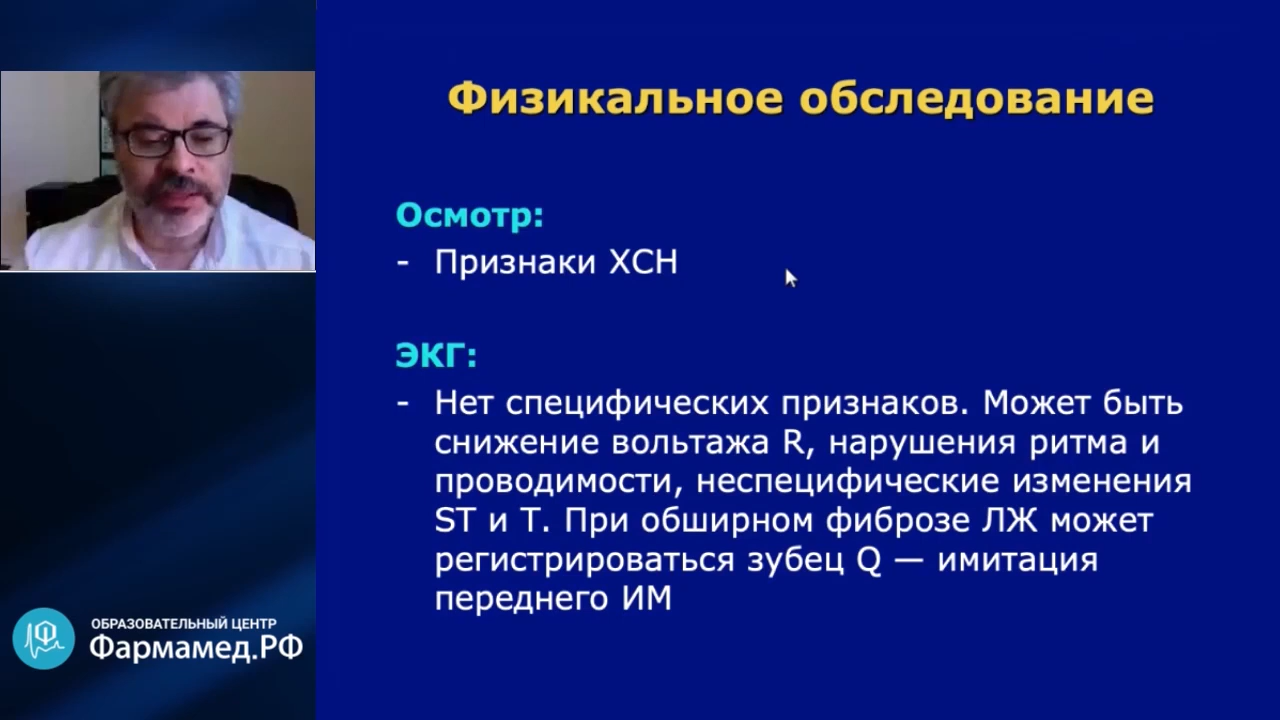 Физикальное обследование
Осмотр:
- Признаки ХСН
ЭКГ:
- Нет специфических признаков. Может быть
снижение вольтажа R, нарушения ритма и
проводимости, неспецифические изменения
ST и T. При обширном фиброзе ЛЖ может
регистрироваться зубец Q — имитация
переднего ИМ
ОБРАЗОВАТЕЛЬНЫЙ ЦЕНТР
Фармамед.РФ